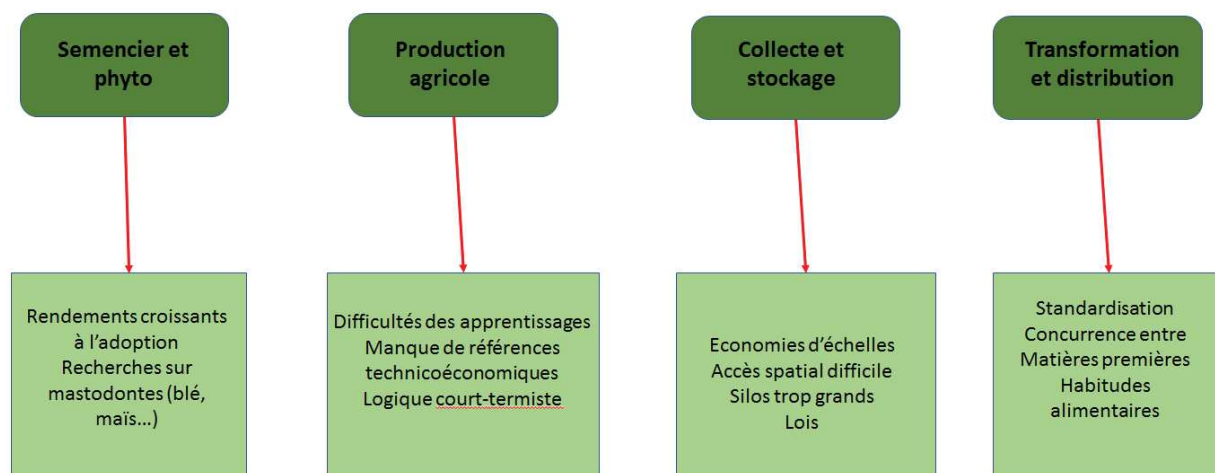 Semencier et
phyto
Production
agricole
Collecte et
stockage
Transformation
et distribution
Rendements croissants
à l’adoption
Recherches sur
mastodontes (blé,
maïs…)
Difficultés des apprentissages
Manque de références
technicoéconomiques
Logique court-termiste
Economies d’échelles
Accès spatial difficile
Silos trop grands
Lois
Standardisation
Concurrence entre
Matières premières
Habitudes
alimentaires